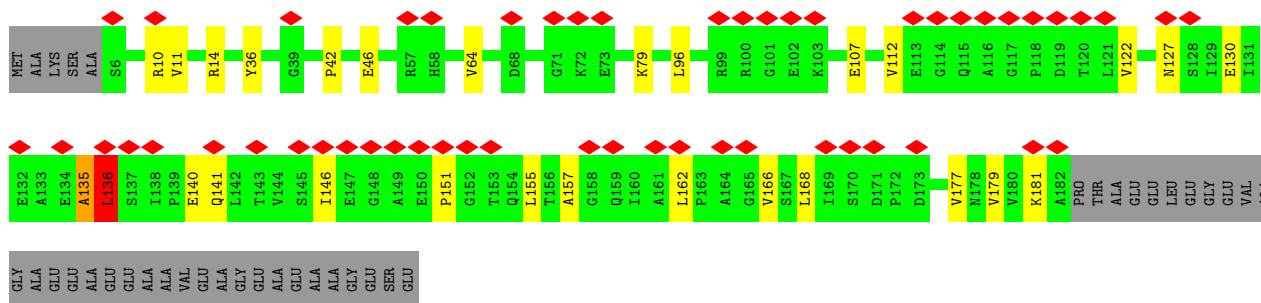 MET ALA LYS SER ALA S6 R10 V11 R14 Y36 G39 P42 E46 R57 H58 V64 D68 G71 K72 E73 K79 L96 R99 R100 G101 E102 K103 E107 V112 E113 G114 Q115 A116 G117 P118 D119 T120 L121 V122 N127 S128 I129 E130 I131
E132 A133 E134 A135 L136 S137 I138 P139 E140 Q141 L142 T143 V144 S145 I146 E147 G148 A149 E150 P151 G152 T153 Q154 L155 T156 A157 G158 Q159 I160 A161 L162 P163 A164 G165 V166 S167 L168 I169 S170 D171 P172 D173 V177 N178 V179 V180 K181 A182 PRO THR ALA GLU GLU LEU GLU GLY GLU VAL
GLY ALA GLU GLU ALA GLU GLU ALA ALA VAL GLU ALA GLY GLU ALA GLU ALA ALA GLY GLU SER GLU